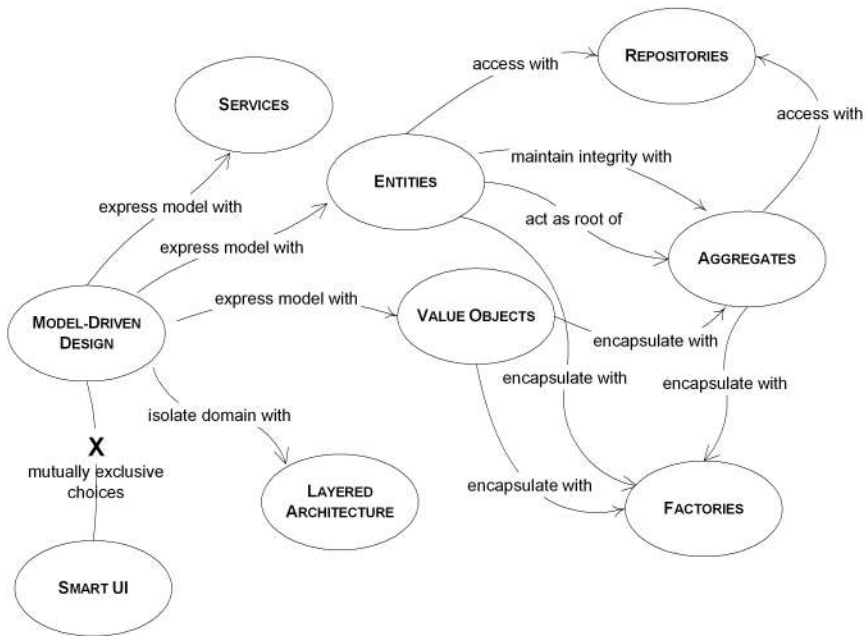 REPOSITORIES
access with
SERVICES
access with
maintain integrity with
ENTITIES
express model with
act as root of
express model with
AGGREGATES
express model with
MODEL-DRIVEN
DESIGN
VALUE OBJECTS
encapsulate with
encapsulate with
encapsulate with
isolate domain with
X
mutually exclusive
choices
encapsulate with
LAYERED
ARCHITECTURE
FACTORIES
SMART UI